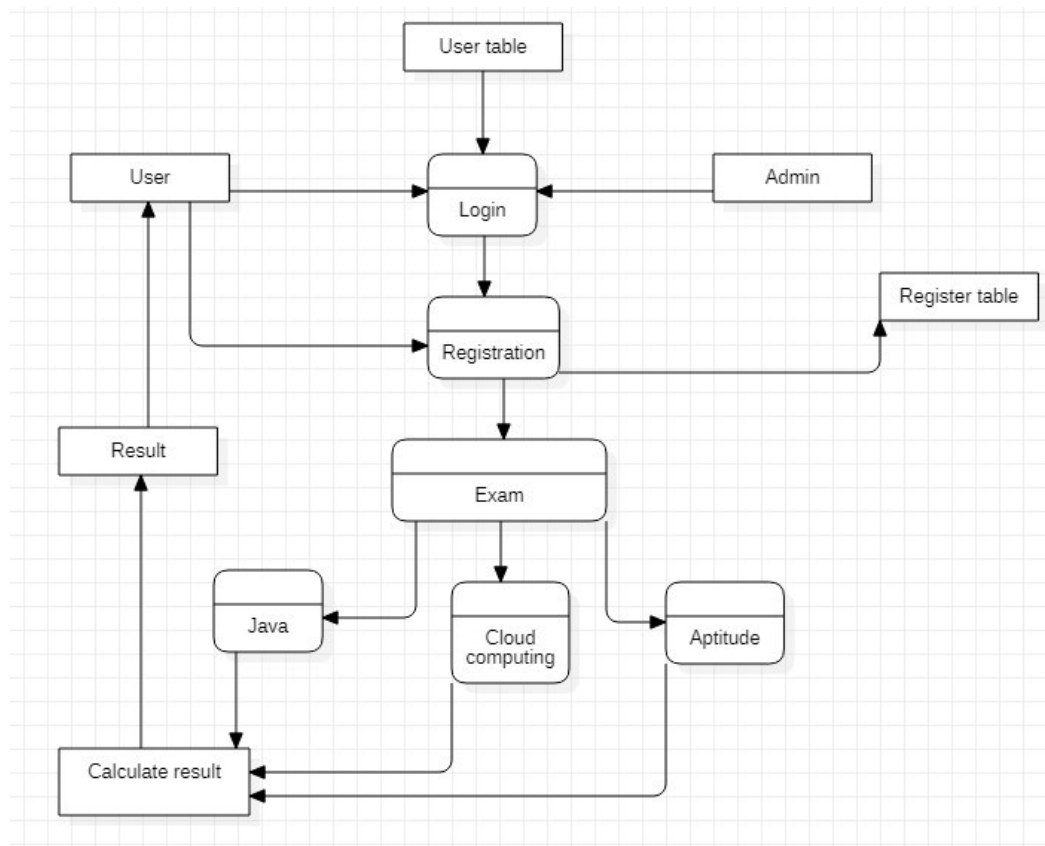 User table
User
Admin
Login
Register table
Registration
Result
Exam
Java
Cloud
computing
Aptitude
Calculate result